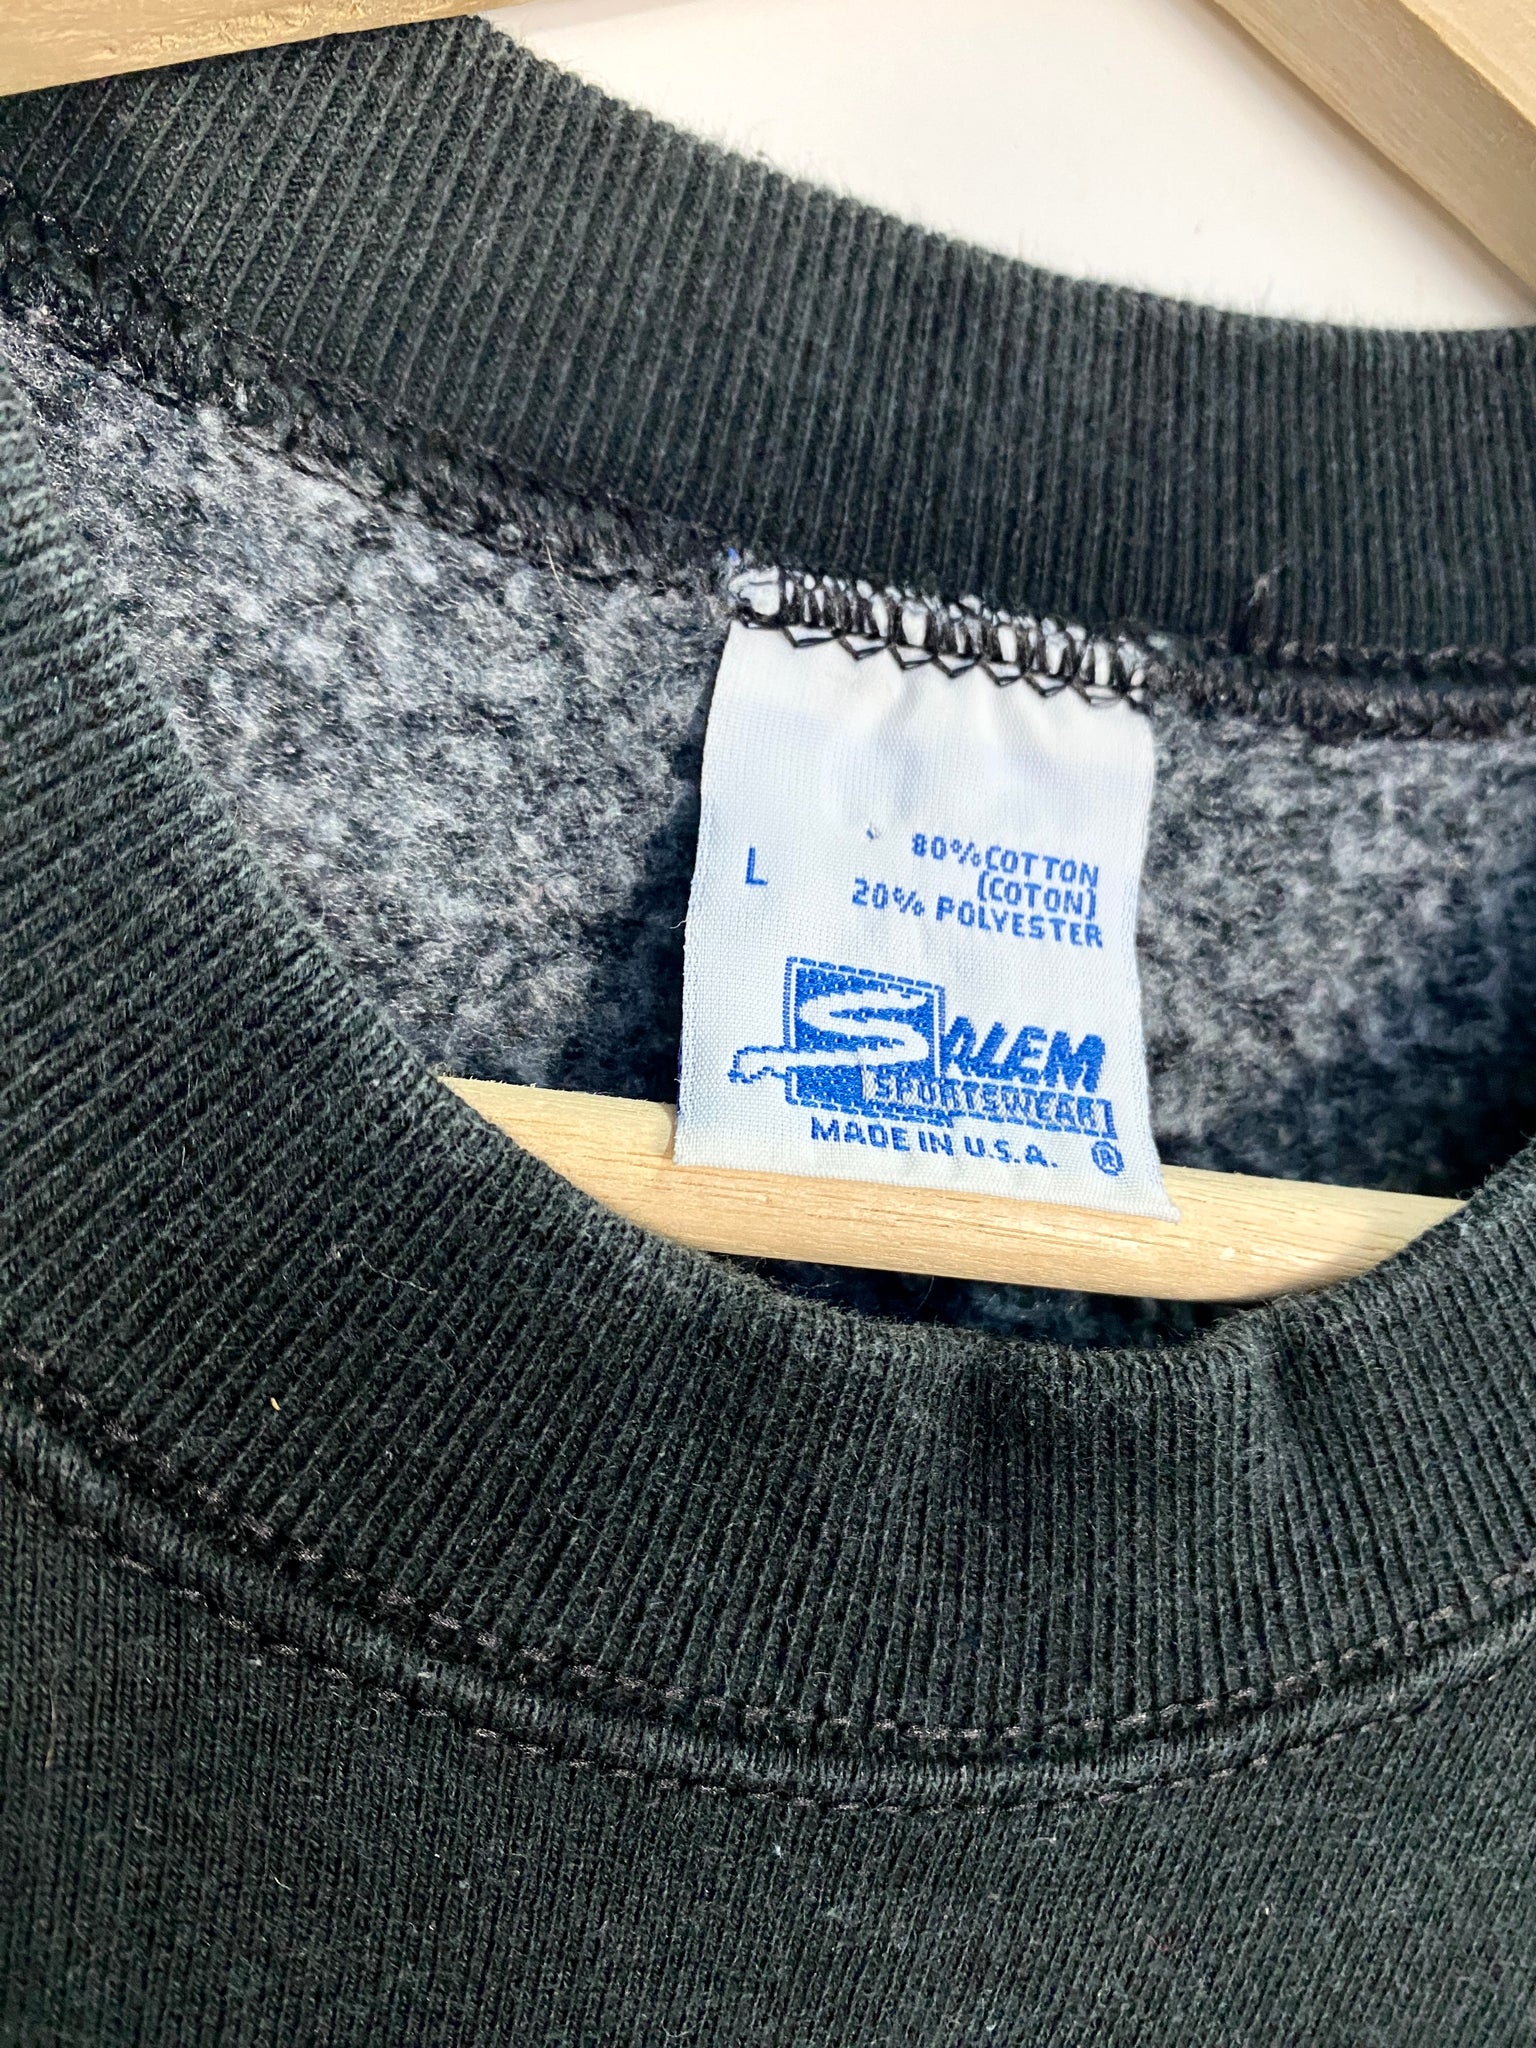 L
80% COTTON
(COTON)
20% POLYESTER
SALEM
SPORTSWEAR
MADE IN U.S.A. ®